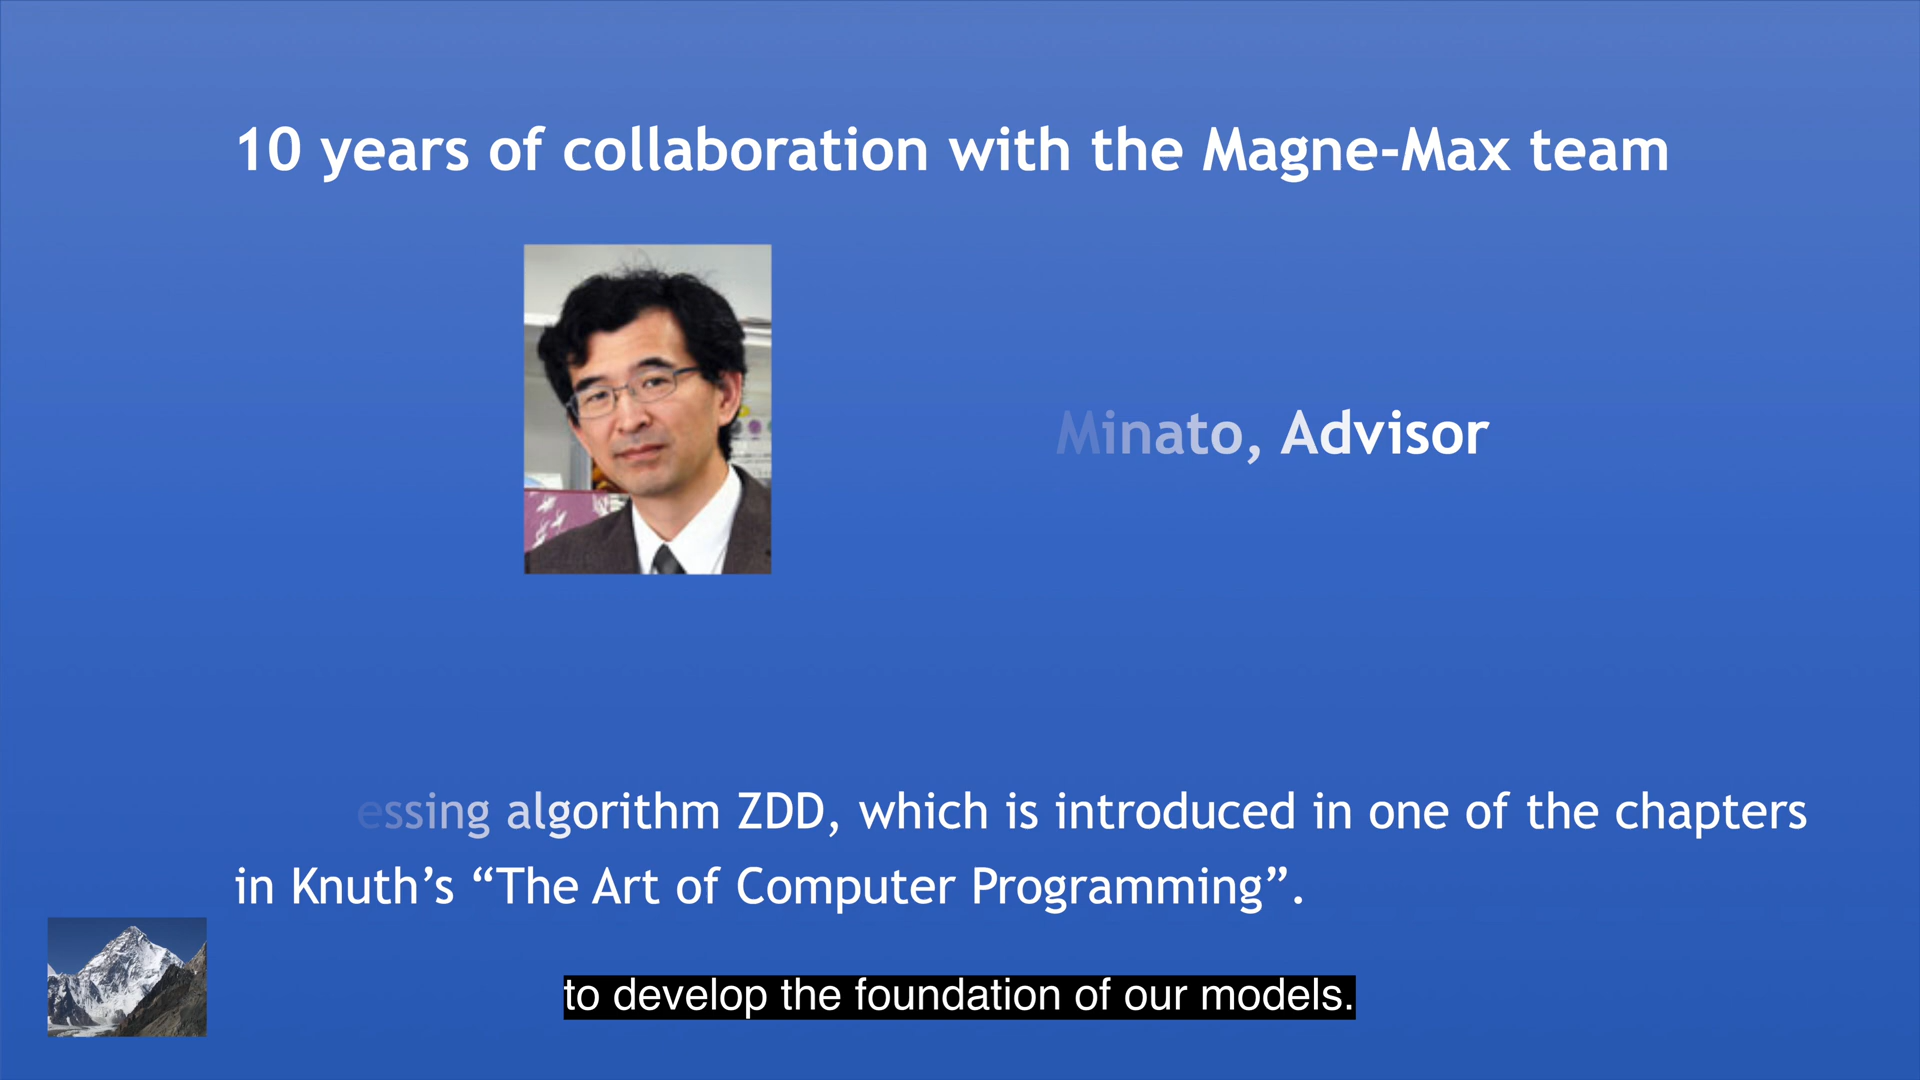 10 years of collaboration with the Magne-Max team
Minato, Advisor
essing algorithm ZDD, which is introduced in one of the chapters
in Knuth’s “The Art of Computer Programming”.
to develop the foundation of our models.